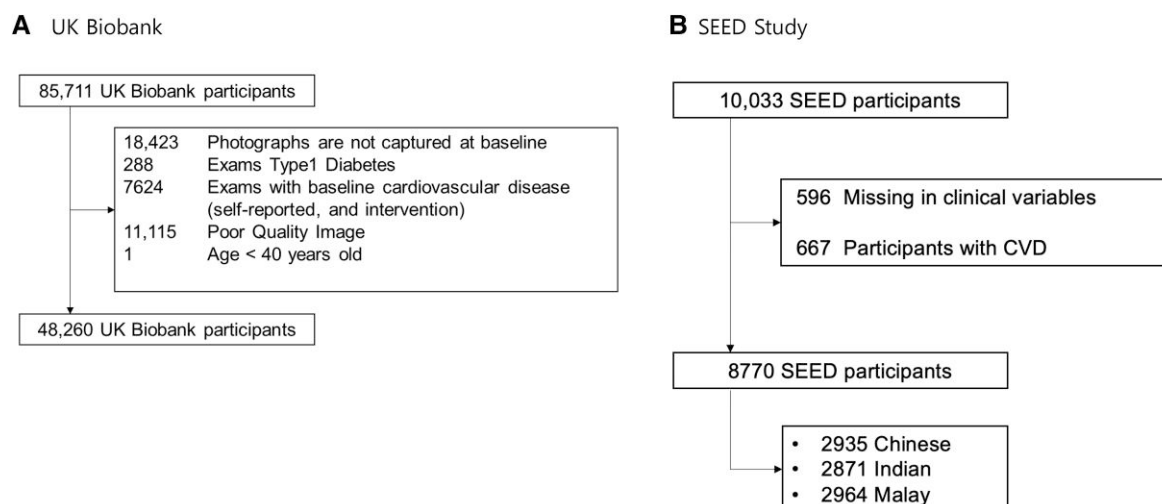 A UK Biobank
85,711 UK Biobank participants
18,423 Photographs are not captured at baseline
288 Exams Type1 Diabetes
7624 Exams with baseline cardiovascular disease
(self-reported, and intervention)
11,115 Poor Quality Image
1 Age < 40 years old
48,260 UK Biobank participants
B SEED Study
10,033 SEED participants
596 Missing in clinical variables
667 Participants with CVD
8770 SEED participants
• 2935 Chinese
• 2871 Indian
• 2964 Malay